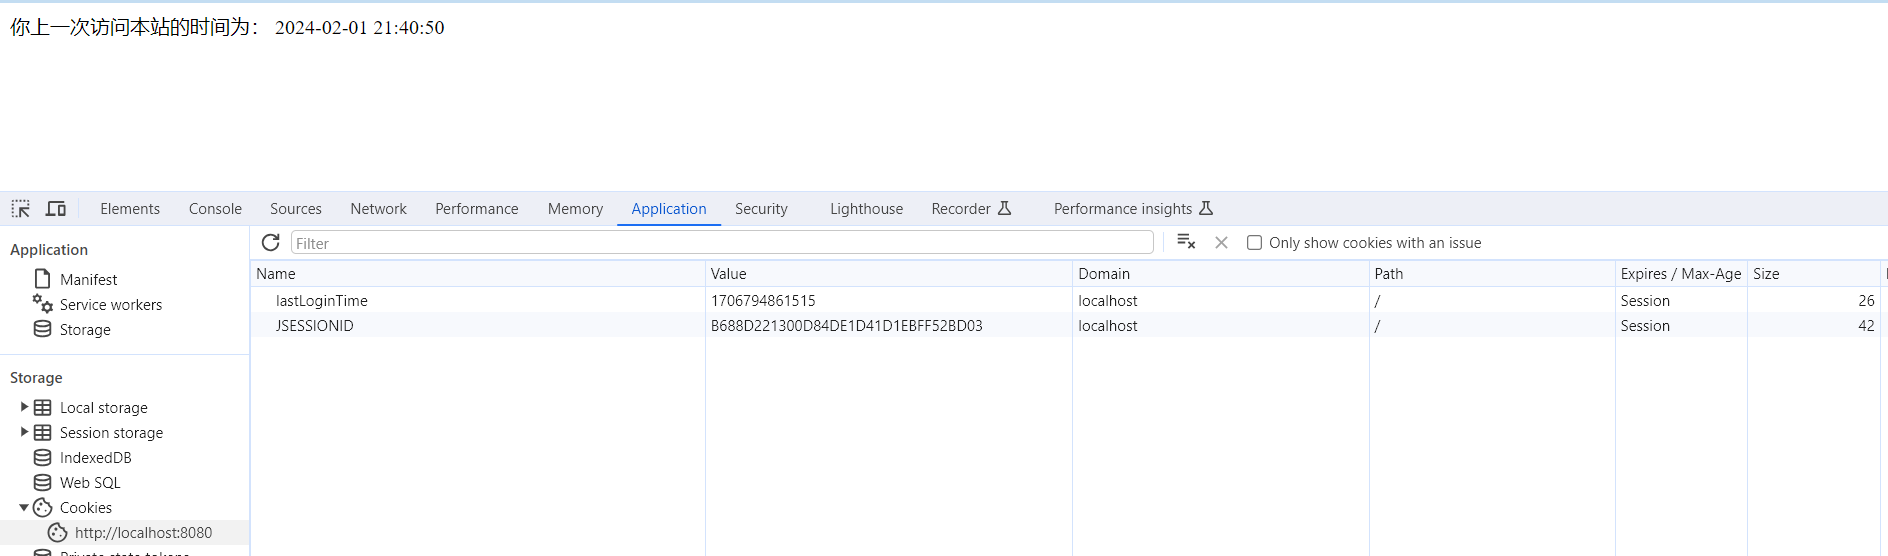 你上一次访问本站的时间为： 2024-02-01 21:40:50
Elements Console Sources Network Performance Memory Application Security Lighthouse Recorder Performance insights
Application
Manifest
Service workers
Storage
Storage
Local storage
Session storage
IndexedDB
Web SQL
Cookies
http://localhost:8080
Private state tokens
Filter Only show cookies with an issue
Name Value Domain Path Expires / Max-Age Size
lastLoginTime 1706794861515 localhost / Session 26
JSESSIONID B688D221300D84DE1D41D1EBFF52BD03 localhost / Session 42